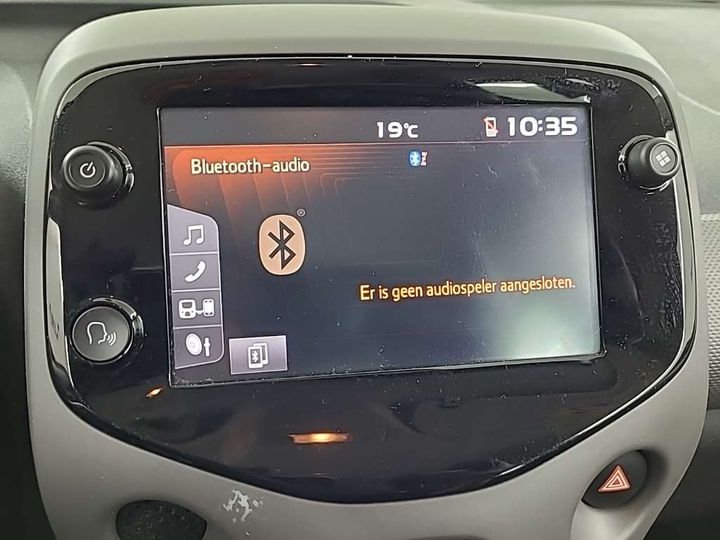 19°C
10:35
Bluetooth-audio
Er is geen audiospeler aangesloten.